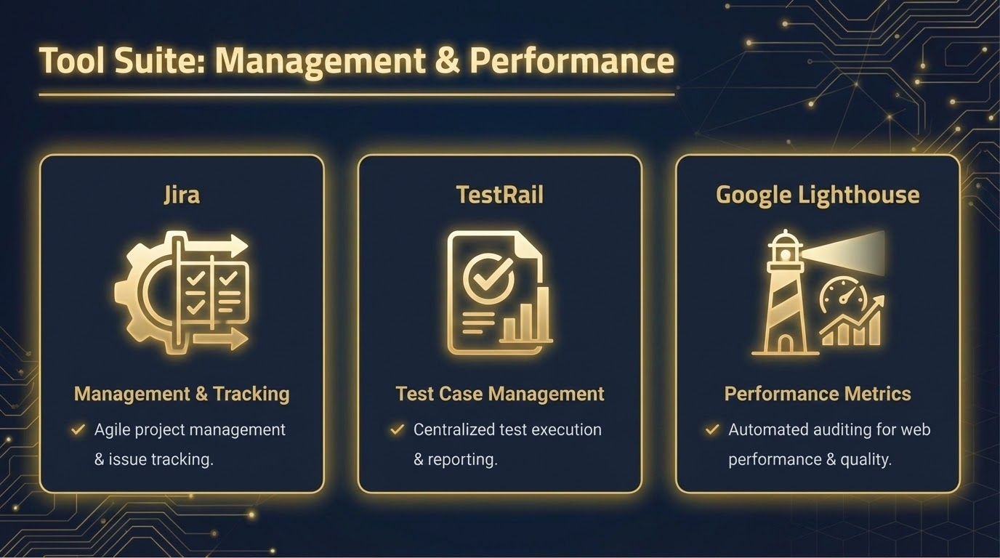 Tool Suite: Management & Performance
Jira
Management & Tracking
Agile project management
& issue tracking.
TestRail
Test Case Management
Centralized test execution
& reporting.
Google Lighthouse
Performance Metrics
Automated auditing for web
performance & quality.